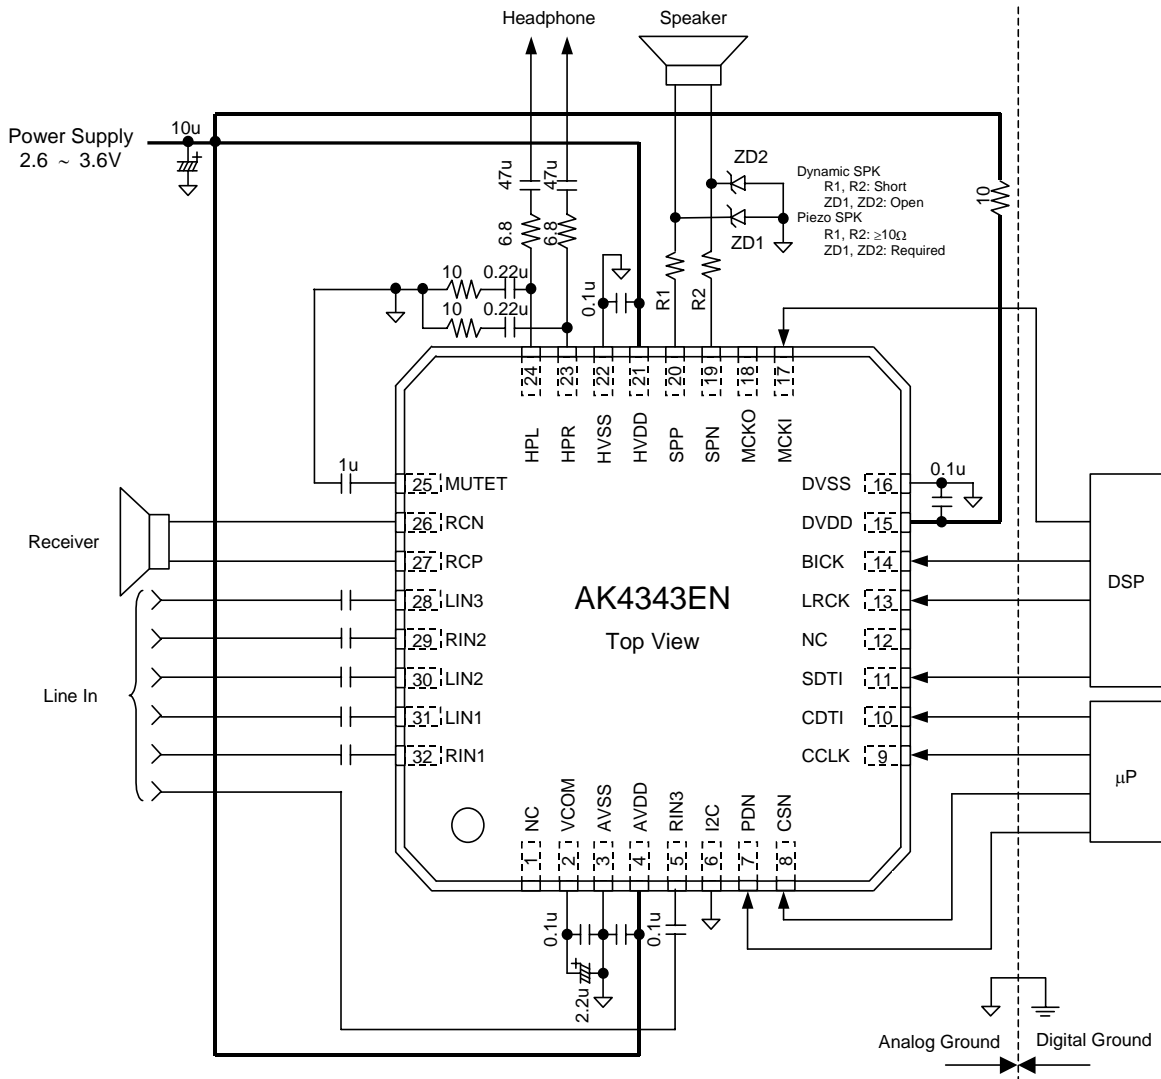 Headphone
Speaker
Power Supply
2.6 ~ 3.6V
10u
47u
47u
6.8
6.8
ZD2
ZD1
Dynamic SPK
R1, R2: Short
ZD1, ZD2: Open
Piezo SPK
R1, R2: ≥10Ω
ZD1, ZD2: Required
10
10
0.22u
10
0.22u
0.1u
R1
R2
24
23
22
21
20
19
18
17
HPL
HPR
HVSS
HVDD
SPP
SPN
MCKO
MCKI
1u
25 MUTET
26 RCN
27 RCP
28 LIN3
29 RIN2
30 LIN2
31 LIN1
32 RIN1
Receiver
Line In
AK4343EN
Top View
DVSS 16
DVDD 15
BICK 14
LRCK 13
NC 12
SDTI 11
CDTI 10
CCLK 9
0.1u
DSP
µP
NC
VCOM
AVSS
AVDD
RIN3
I2C
PDN
CSN
1
2
3
4
5
6
7
8
0.1u
0.1u
2.2u
Analog Ground
Digital Ground